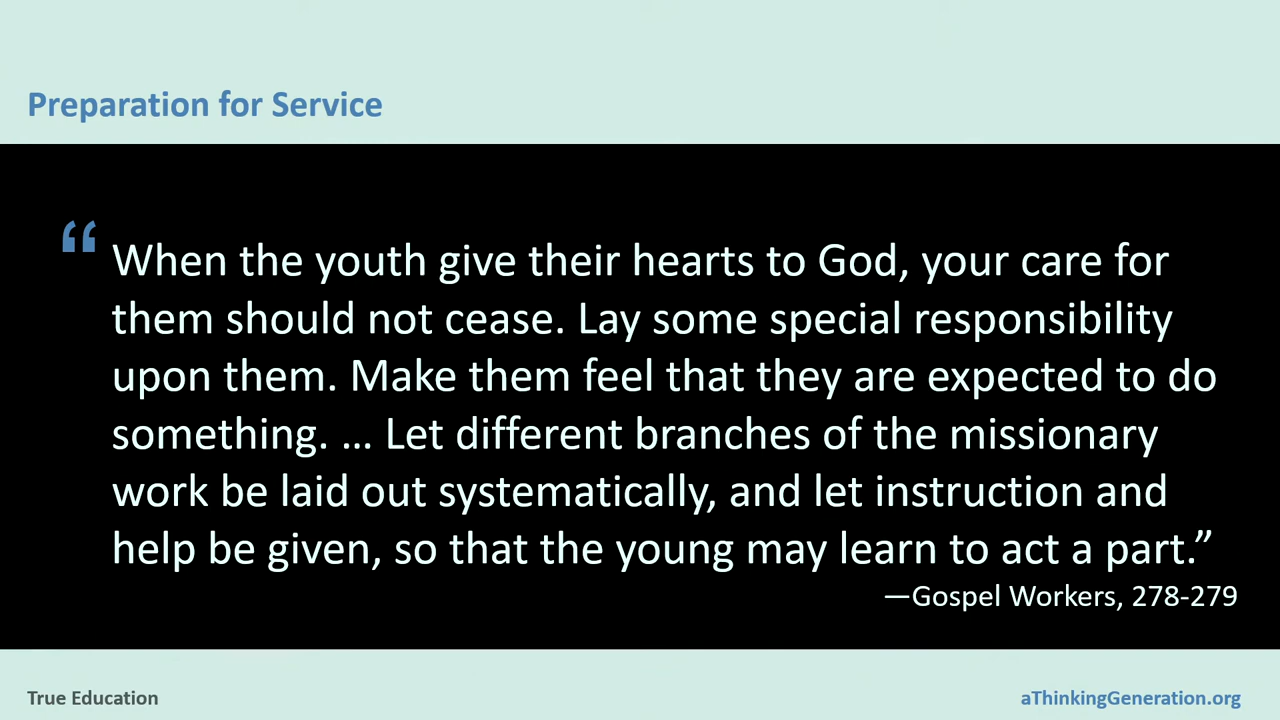 Preparation for Service
“ When the youth give their hearts to God, your care for
them should not cease. Lay some special responsibility
upon them. Make them feel that they are expected to do
something. … Let different branches of the missionary
work be laid out systematically, and let instruction and
help be given, so that the young may learn to act a part.”
—Gospel Workers, 278-279
True Education
aThinkingGeneration.org